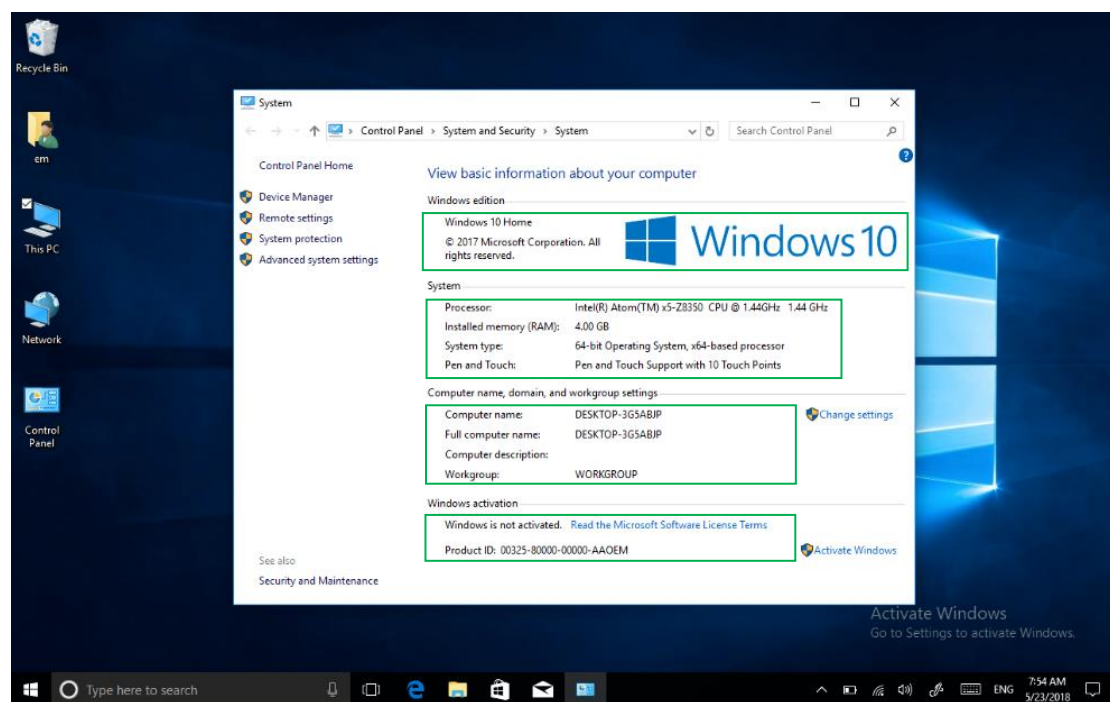 Recycle Bin
em
This PC
Network
Control
Panel
System
Control Panel > System and Security > System
Search Control Panel
Control Panel Home
Device Manager
Remote settings
System protection
Advanced system settings
See also
Security and Maintenance
View basic information about your computer
Windows edition
Windows 10 Home
© 2017 Microsoft Corporation. All
rights reserved.
Windows 10
System
Processor: Intel(R) Atom(TM) x5-Z8350 CPU @ 1.44GHz 1.44 GHz
Installed memory (RAM): 4.00 GB
System type: 64-bit Operating System, x64-based processor
Pen and Touch: Pen and Touch Support with 10 Touch Points
Computer name, domain, and workgroup settings
Computer name: DESKTOP-3G5ABJP
Change settings
Full computer name: DESKTOP-3G5ABJP
Computer description:
Workgroup: WORKGROUP
Windows activation
Windows is not activated. Read the Microsoft Software License Terms
Product ID: 00325-80000-00000-AAOEM
Activate Windows
Activate Windows
Go to Settings to activate Windows.
Type here to search
ENG
7:54 AM
5/23/2018